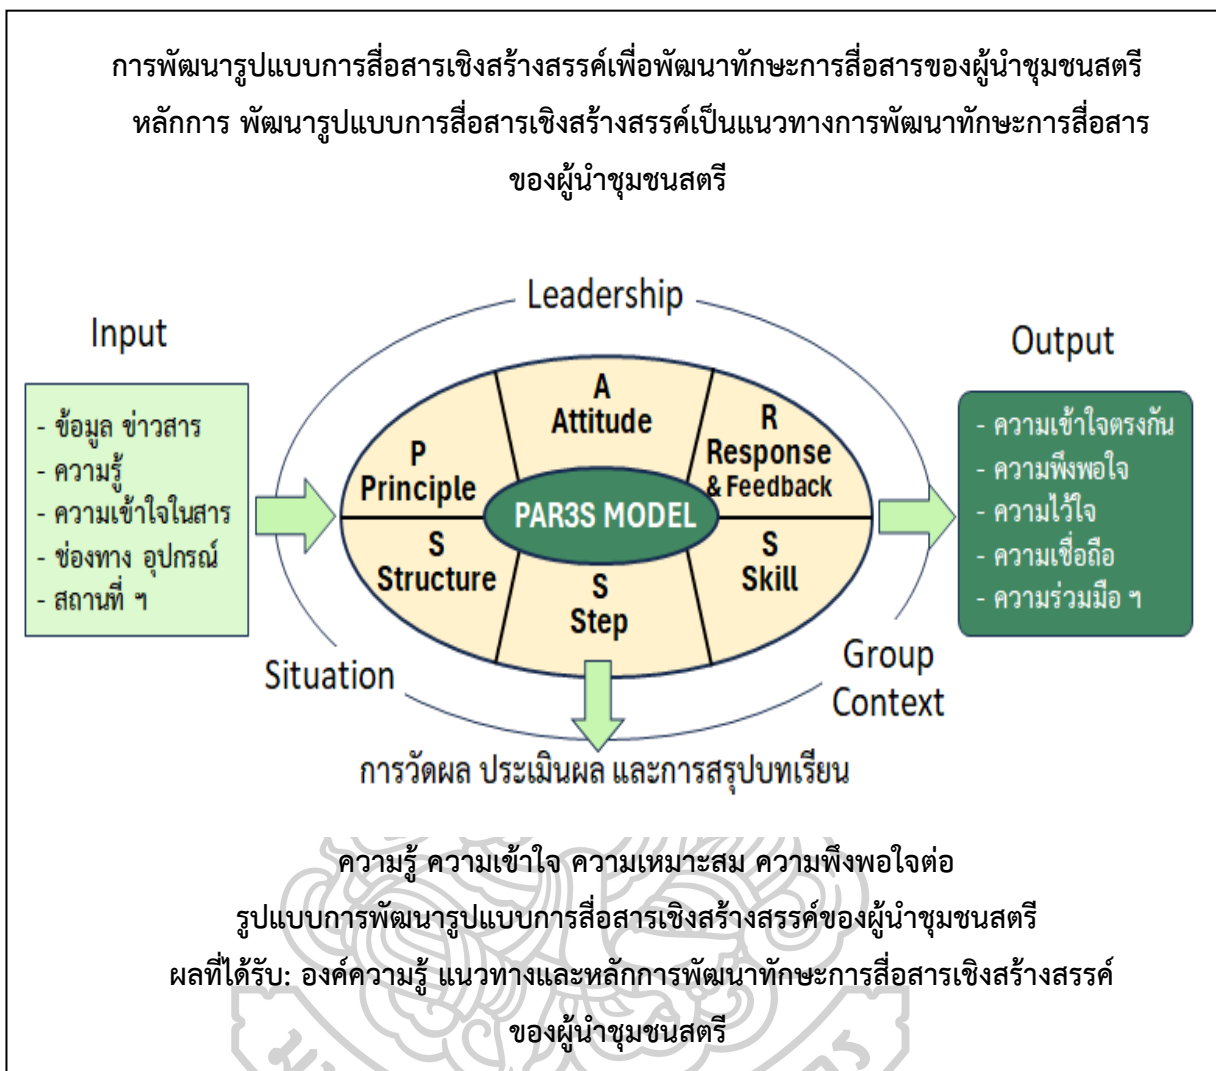 การพัฒนารูปแบบการสื่อสารเชิงสร้างสรรค์เพื่อพัฒนาทักษะการสื่อสารของผู้นำชุมชนสตรี
หลักการ พัฒนารูปแบบการสื่อสารเชิงสร้างสรรค์เป็นแนวทางการพัฒนาทักษะการสื่อสาร
ของผู้นำชุมชนสตรี
Leadership
Input
- ข้อมูล ข่าวสาร
- ความรู้
- ความเข้าใจในสาร
- ช่องทาง อุปกรณ์
- สถานที่ ฯ
P
Principle
A
Attitude
R
Response
& Feedback
PAR3S MODEL
S
Structure
S
Step
S
Skill
Situation
Group
Context
Output
- ความเข้าใจตรงกัน
- ความพึงพอใจ
- ความไว้ใจ
- ความเชื่อถือ
- ความร่วมมือ ฯ
การวัดผล ประเมินผล และการสรุปบทเรียน
ความรู้ ความเข้าใจ ความเหมาะสม ความพึงพอใจต่อ
รูปแบบการพัฒนารูปแบบการสื่อสารเชิงสร้างสรรค์ของผู้นำชุมชนสตรี
ผลที่ได้รับ: องค์ความรู้ แนวทางและหลักการพัฒนาทักษะการสื่อสารเชิงสร้างสรรค์
ของผู้นำชุมชนสตรี